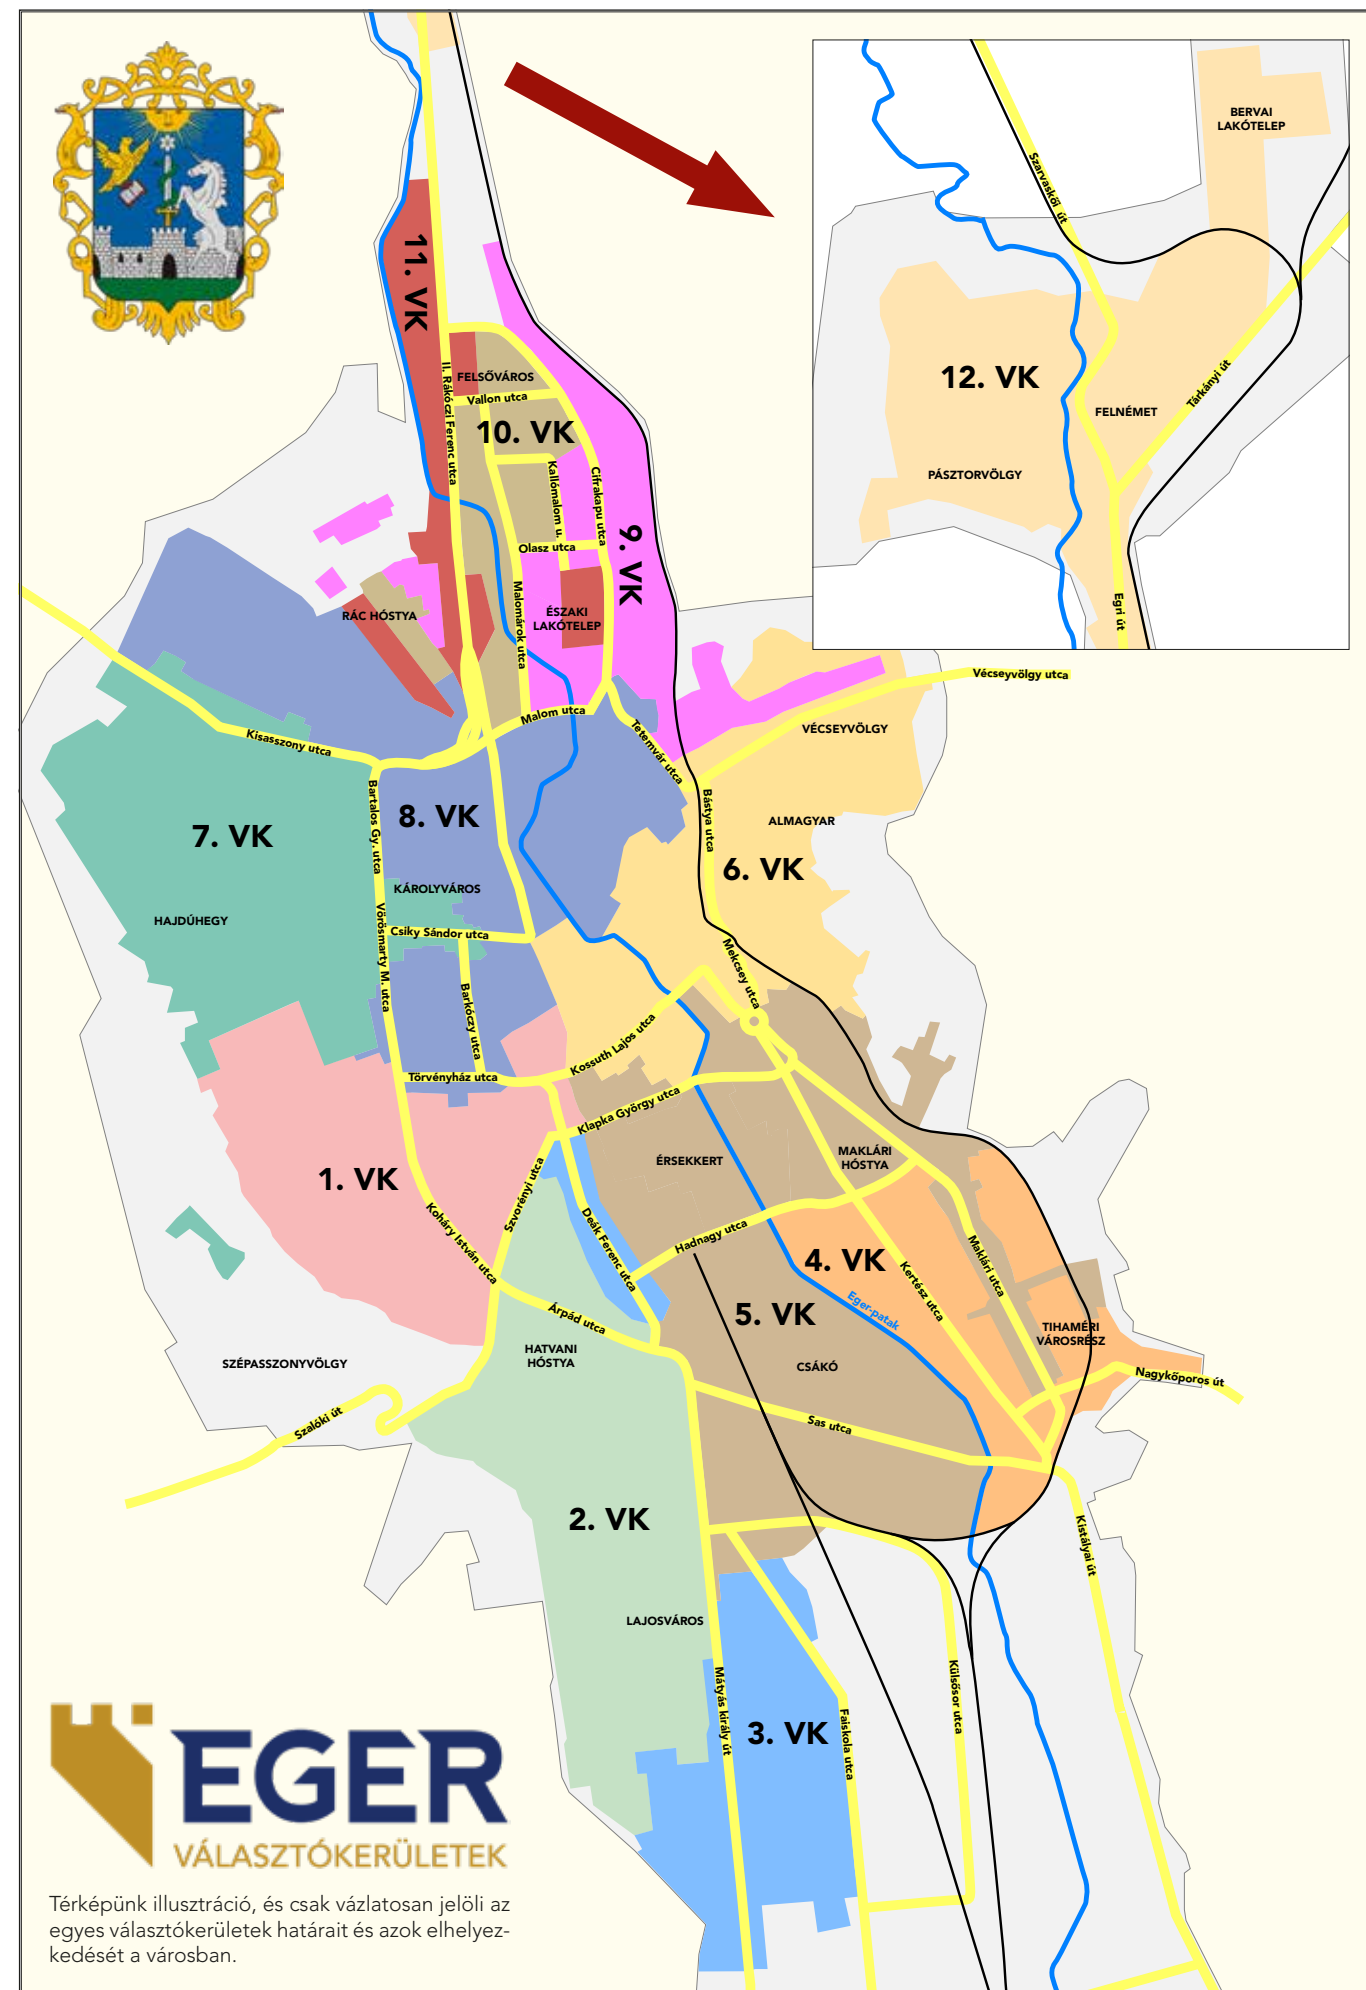 BERVAI
LAKÓTELEP
Szarvaskői út
12. VK
FELNÉMET
Tárkányi út
PÁSZTORVÖLGY
Egri út
11. VK
II. Rákóczi Ferenc utca
FELSŐVÁROS
Vallon utca
10. VK
Kallómalom u.
Cifrakapu utca
9. VK
Olasz utca
Malomárok utca
ÉSZAKI
LAKÓTELEP
RÁC HÓSTYA
Vécseyvölgy utca
Malom utca
Tetemvár utca
VÉCSEYVÖLGY
Kisasszony utca
Bartalos Gy. utca
8. VK
7. VK
Bástya utca
ALMAGYAR
6. VK
KÁROLYVÁROS
HAJDÚHEGY
Vörösmarty M. utca
Csiky Sándor utca
Barkóczy utca
Mekcsey utca
Kossuth Lajos utca
Törvényház utca
Klapka György utca
ÉRSEKKERT
MAKLÁRI
HÓSTYA
1. VK
Koháry István utca
Szvorényi utca
Deák Ferenc utca
Hadnagy utca
4. VK
Kertész utca
Maklári utca
Eger-patak
5. VK
Árpád utca
HATVANI
HÓSTYA
TIHAMÉRI
VÁROSRÉSZ
CSÁKÓ
SZÉPASSZONYVÖLGY
Nagykőporos út
Szalóki út
Sas utca
2. VK
Kistályai út
LAJOSVÁROS
Mátyás király út
3. VK
Faiskola utca
Külsősor utca
EGER
VÁLASZTÓKERÜLETEK
Térképünk illusztráció, és csak vázlatosan jelöli az
egyes választókerületek határait és azok elhelyez-
kedését a városban.